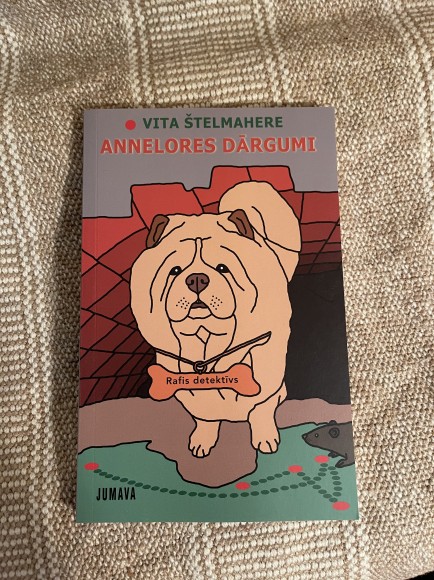 VITA ŠTELMAHERE
ANNELORES DĀRGUMI
Rafis detektīvs
JUMAVA